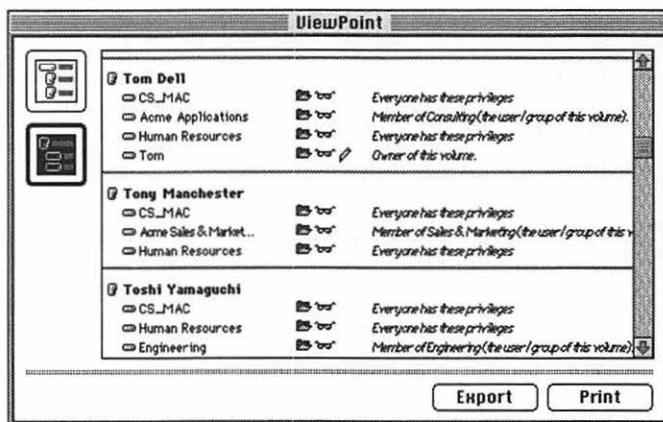 ViewPoint
Tom Dell
CS_MAC Everyone has these privileges
Acme Applications Member of Consulting (the user/group of this volume).
Human Resources Everyone has these privileges
Tom Owner of this volume.
Tony Manchester
CS_MAC Everyone has these privileges
Acme Sales & Market... Member of Sales & Marketing (the user/group of this v
Human Resources Everyone has these privileges
Toshi Yamaguchi
CS_MAC Everyone has these privileges
Human Resources Everyone has these privileges
Engineering Member of Engineering (the user/group of this volume).
Export Print